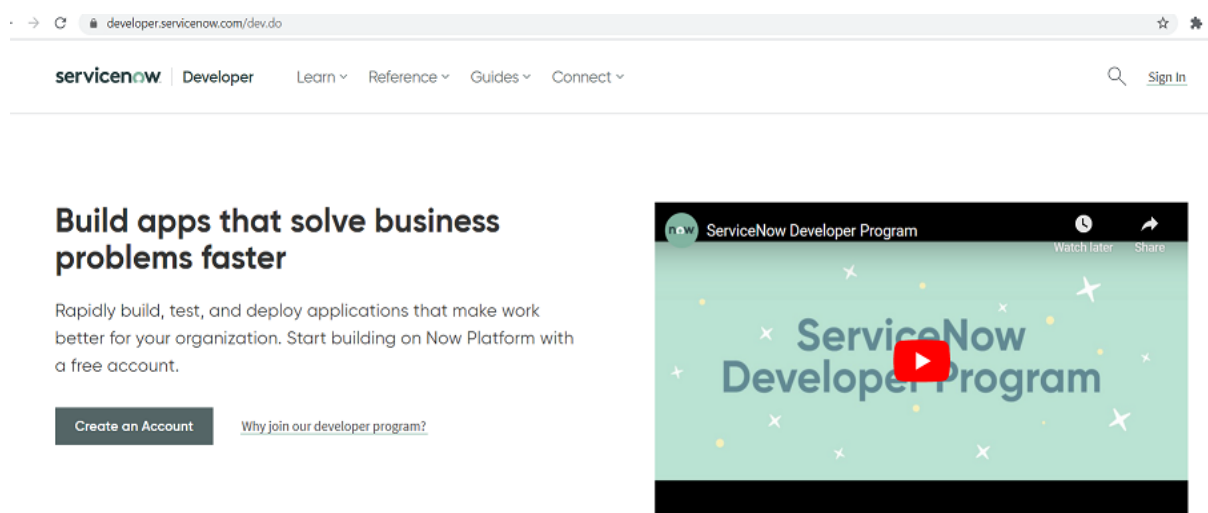 developer.servicenow.com/dev.do
servicenow Developer Learn Reference Guides Connect Sign In
Build apps that solve business
problems faster
Rapidly build, test, and deploy applications that make work
better for your organization. Start building on Now Platform with
a free account.
Create an Account Why join our developer program?
now ServiceNow Developer Program Watch later Share
ServiceNow
Developer Program